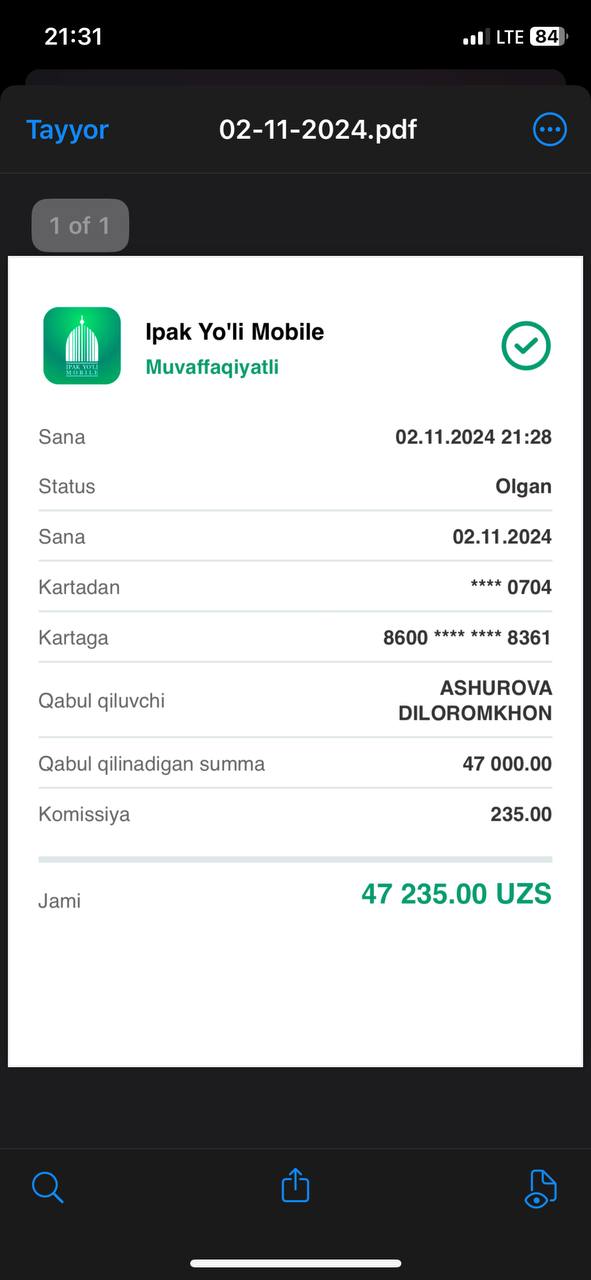 21:31 LTE 84
Tayyor 02-11-2024.pdf
1 of 1
Ipak Yo'li Mobile
Muvaffaqiyatli
IPAK YO'LI
MOBILE
Sana 02.11.2024 21:28
Status Olgan
Sana 02.11.2024
Kartadan **** 0704
Kartaga 8600 **** **** 8361
Qabul qiluvchi ASHUROVA
DILOROMKHON
Qabul qilinadigan summa 47 000.00
Komissiya 235.00
Jami 47 235.00 UZS